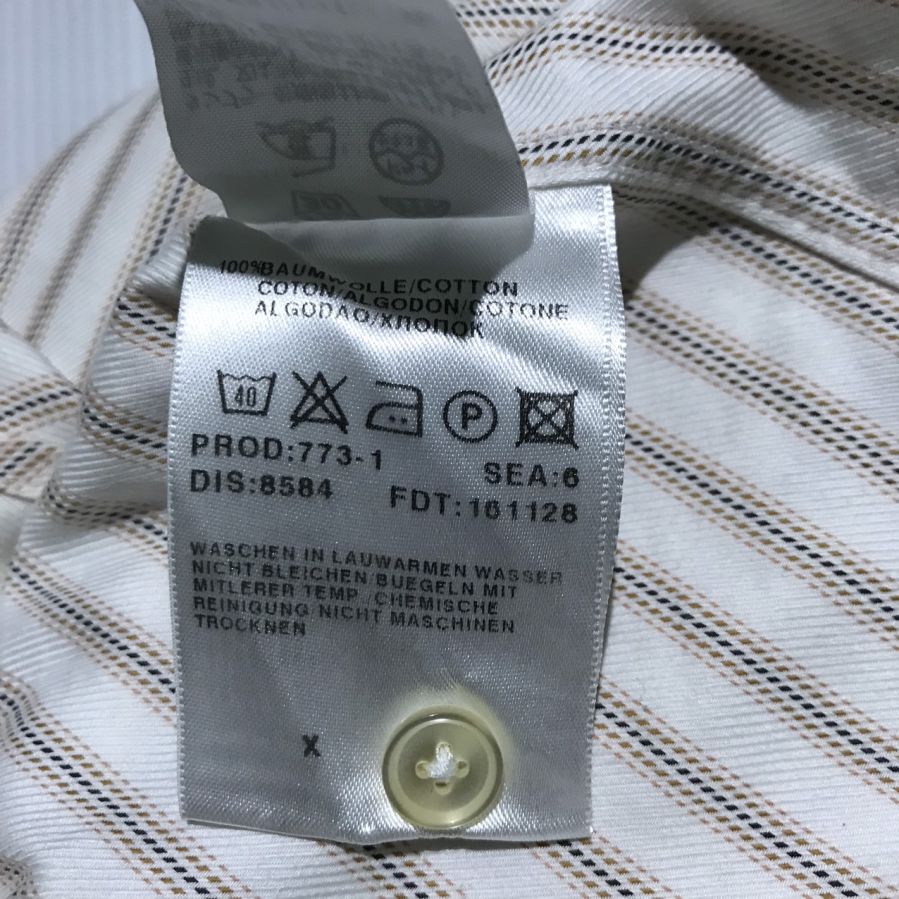 100%BAUMWOLLE/COTTON
COTON/ALGODON/COTONE
ALGODAO/ХЛОПОК
40 P
PROD:773-1
SEA:6
DIS:8584
FDT:161128
WASCHEN IN LAUWARMEN WASSER
NICHT BLEICHEN BUEGELN MIT
MITLERER TEMP. CHEMISCHE
REINIGUNG NICHT MASCHINEN
TROCKNEN
X